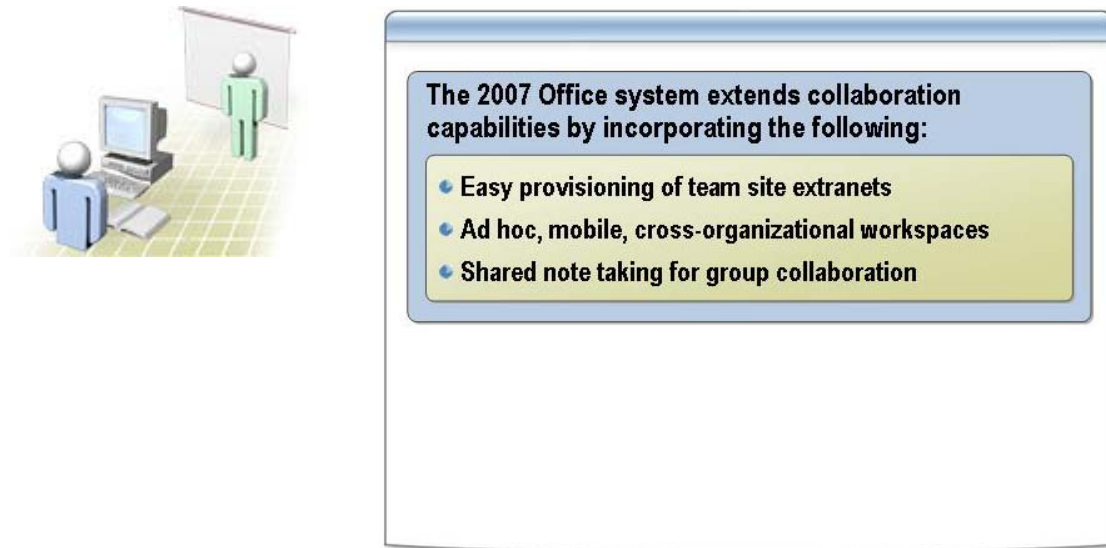 The 2007 Office system extends collaboration
capabilities by incorporating the following:
Easy provisioning of team site extranets
Ad hoc, mobile, cross-organizational workspaces
Shared note taking for group collaboration